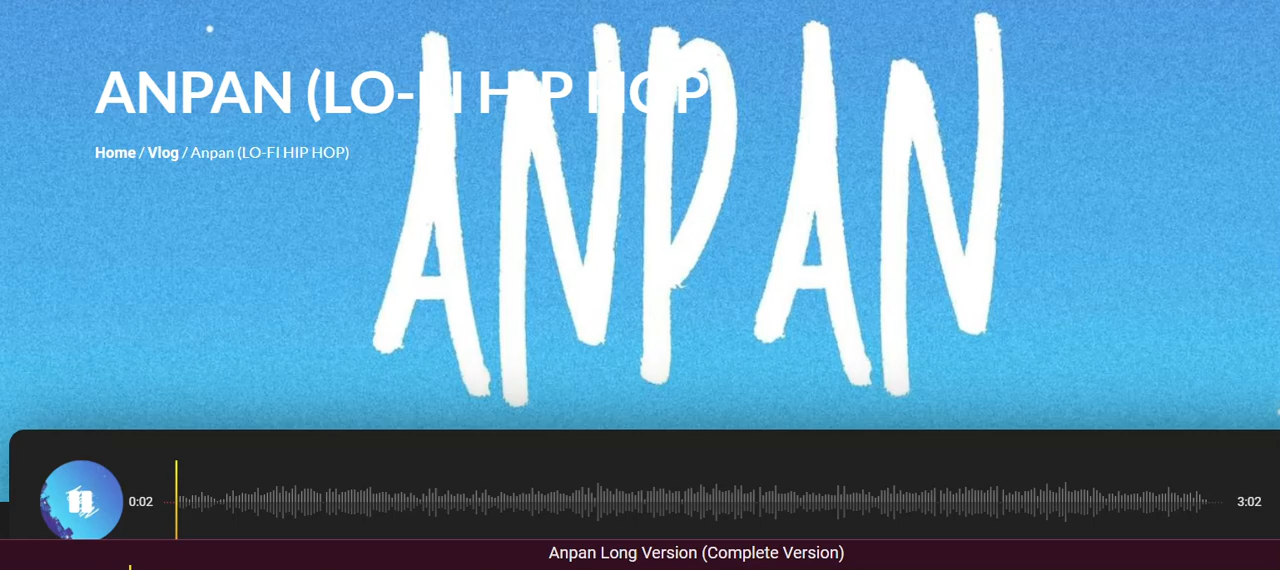 ANPAN (LO-FI HIP HOP)
ANPAN
Home / Vlog / Anpan (LO-FI HIP HOP)
0:02
3:02
Anpan Long Version (Complete Version)